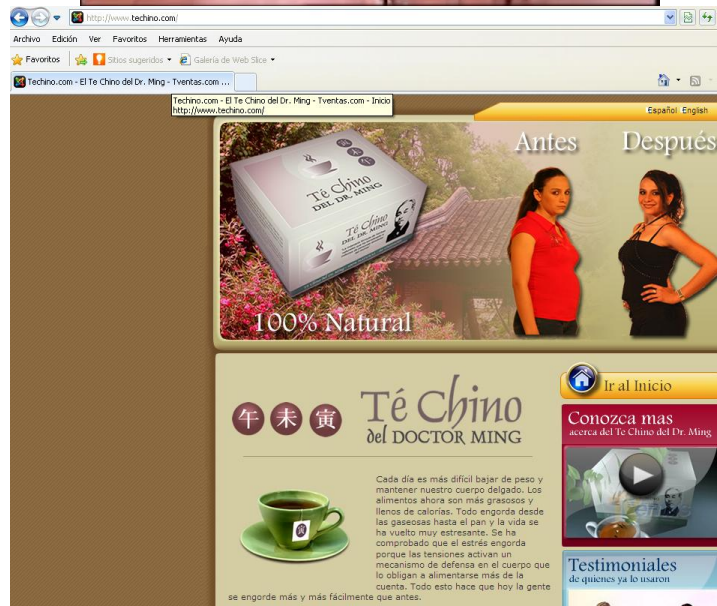 http://www.techino.com/
Archivo Edición Ver Favoritos Herramientas Ayuda
Favoritos Sitios sugeridos Galería de Web Slice
Techino.com - El Te Chino del Dr. Ming - Tventas.com ...
Techino.com - El Te Chino del Dr. Ming - Tventas.com - Inicio
http://www.techino.com/
Español English
Antes Después
寅 未 午
Té Chino
DEL DR. MING
Té Chino
DEL DR. MING
100% Natural
Ir al Inicio
午 未 寅
Té Chino
del DOCTOR MING
Conozca mas
acerca del Te Chino del Dr. Ming
Cada día es más difícil bajar de peso y
mantener nuestro cuerpo delgado. Los
alimentos ahora son más grasosos y
llenos de calorías. Todo engorda desde
las gaseosas hasta el pan y la vida se
ha vuelto muy estresante. Se ha
comprobado que el estrés engorda
porque las tensiones activan un
mecanismo de defensa en el cuerpo que
lo obligan a alimentarse más de la
cuenta. Todo esto hace que hoy la gente
se engorde más y más fácilmente que antes.
Testimoniales
de quienes ya lo usaron